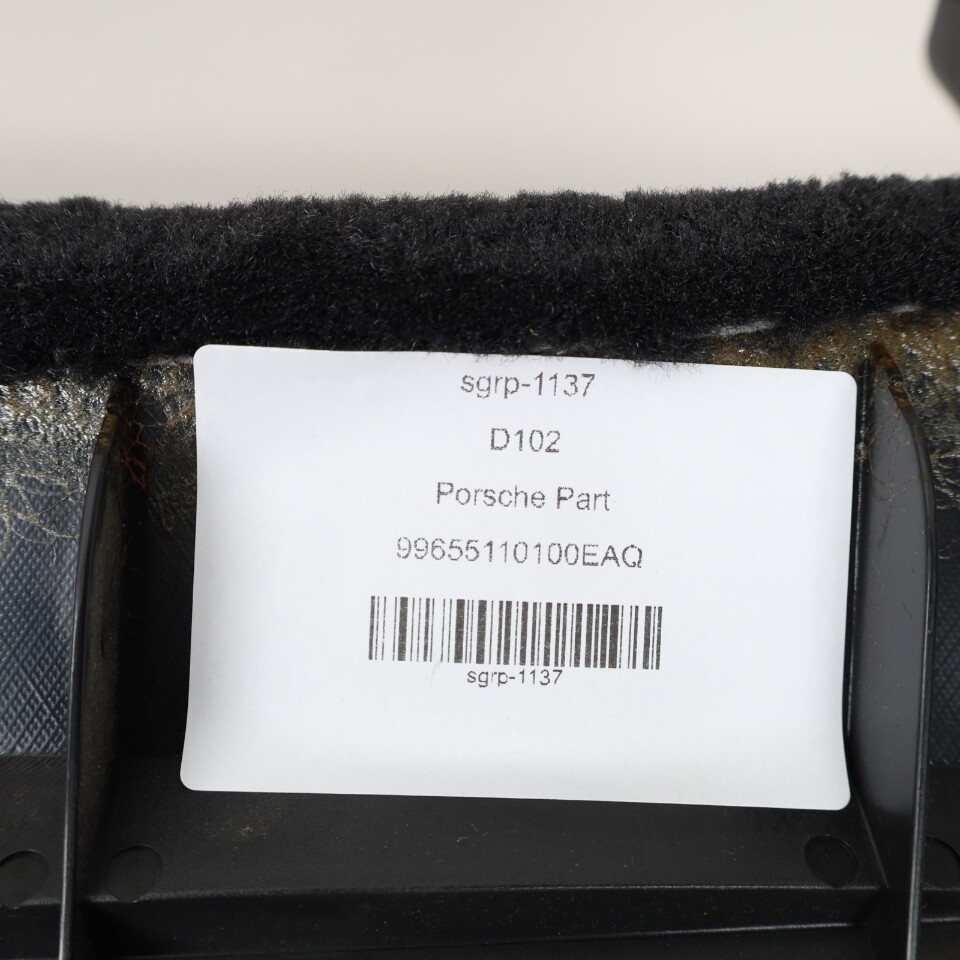 sgrp-1137
D102
Porsche Part
99655110100EAQ
sgrp-1137